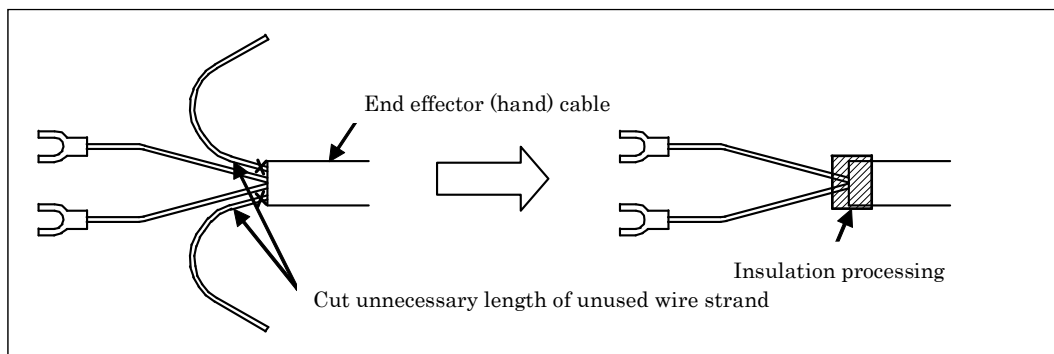 End effector (hand) cable
Insulation processing
Cut unnecessary length of unused wire strand